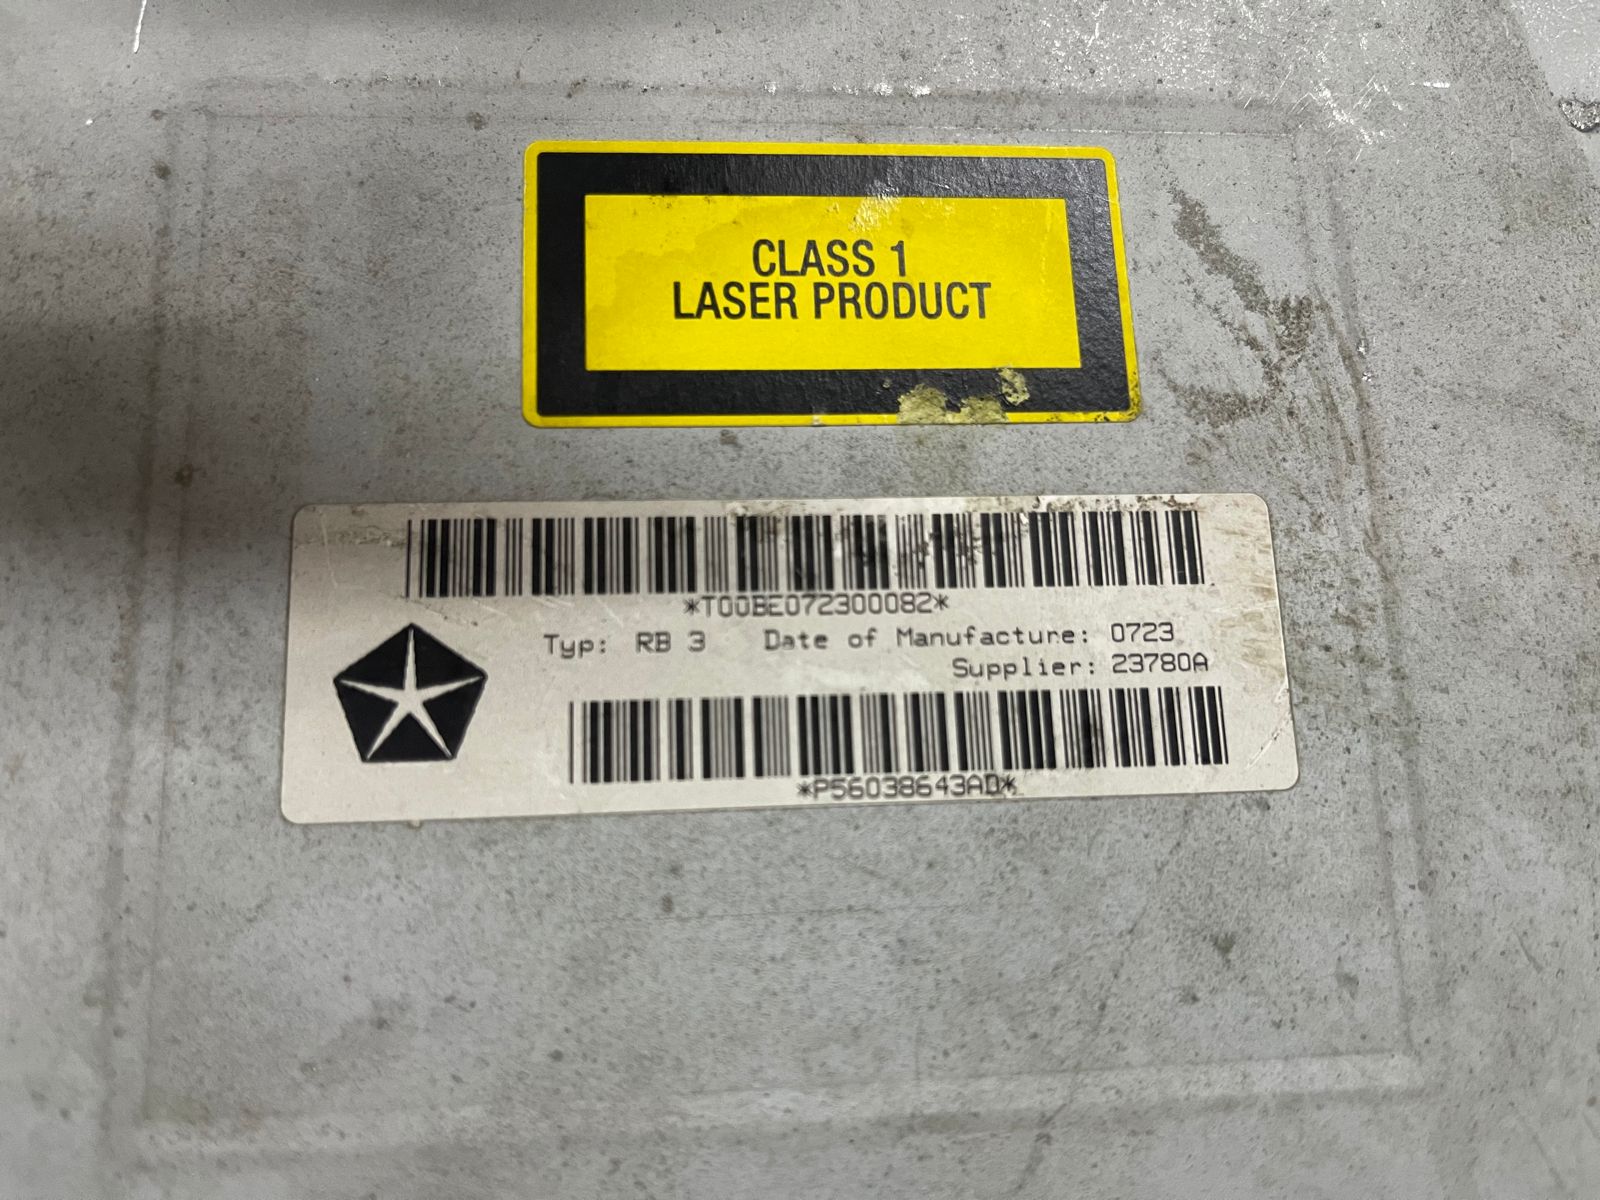 CLASS 1
LASER PRODUCT
*T00BE072300082*
Typ: RB 3 Date of Manufacture: 0723
Supplier: 23780A
*P56038643AD*